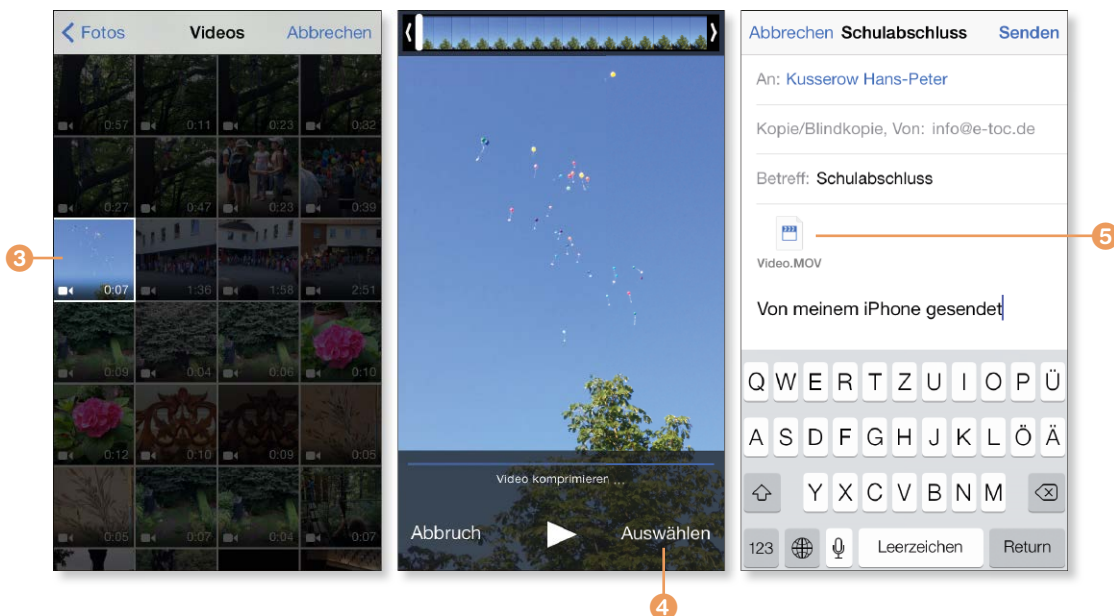 Fotos Videos Abbrechen
0:57 0:11 0:23 0:32
0:27 0:47 0:23 0:39
3
0:07 1:36 1:58 2:51
0:09 0:04 0:06 0:10
0:12 0:10 0:09 0:05
0:05 0:07 0:04 0:07
Video komprimieren ...
Abbruch Auswählen
4
Abbrechen Schulabschluss Senden
An: Kusserow Hans-Peter
Kopie/Blindkopie, Von: info@e-toc.de
Betreff: Schulabschluss
5
Video.MOV
Von meinem iPhone gesendet
Q W E R T Z U I O P Ü
A S D F G H J K L Ö Ä
Y X C V B N M
123 Leerzeichen Return